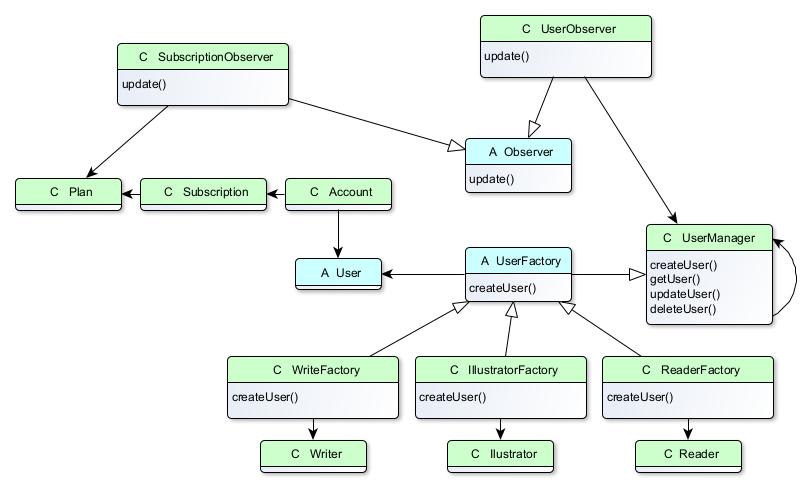 C UserObserver
update()
C SubscriptionObserver
update()
A Observer
update()
C Plan
C Subscription
C Account
C UserManager
createUser()
getUser()
updateUser()
deleteUser()
A User
A UserFactory
createUser()
C WriteFactory
createUser()
C IllustratorFactory
createUser()
C ReaderFactory
createUser()
C Writer
C Ilustrator
C Reader